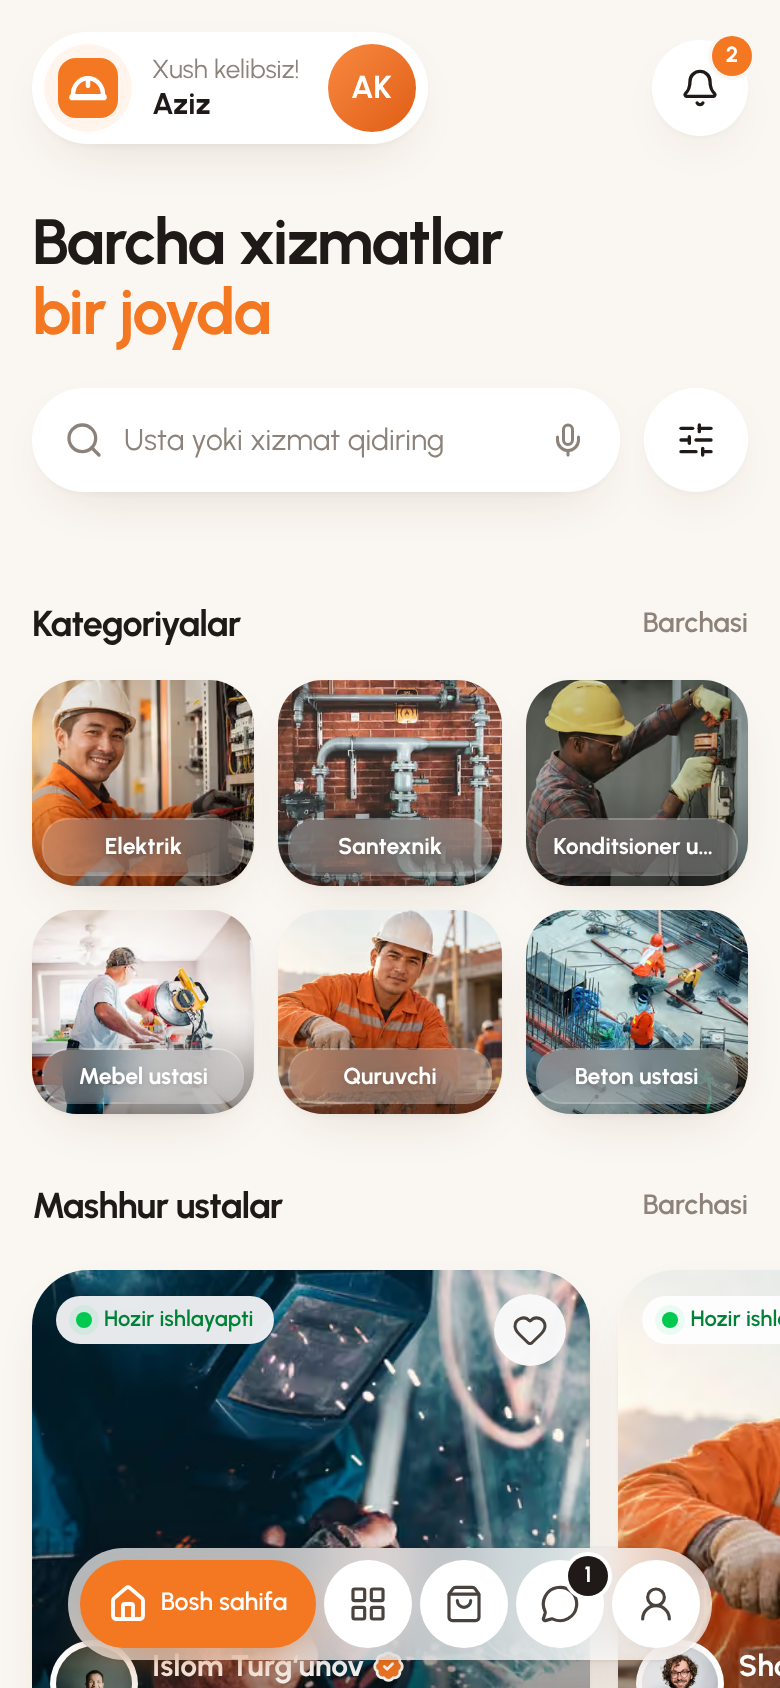 Xush kelibsiz!
Aziz
AK
2
Barcha xizmatlar
bir joyda
Usta yoki xizmat qidiring
Kategoriyalar
Barchasi
Elektrik
Santexnik
Konditsioner u...
Mebel ustasi
Quruvchi
Beton ustasi
Mashhur ustalar
Barchasi
Hozir ishlayapti
Hozir ishl
Bosh sahifa
1
Islom Turg'unov
Sho